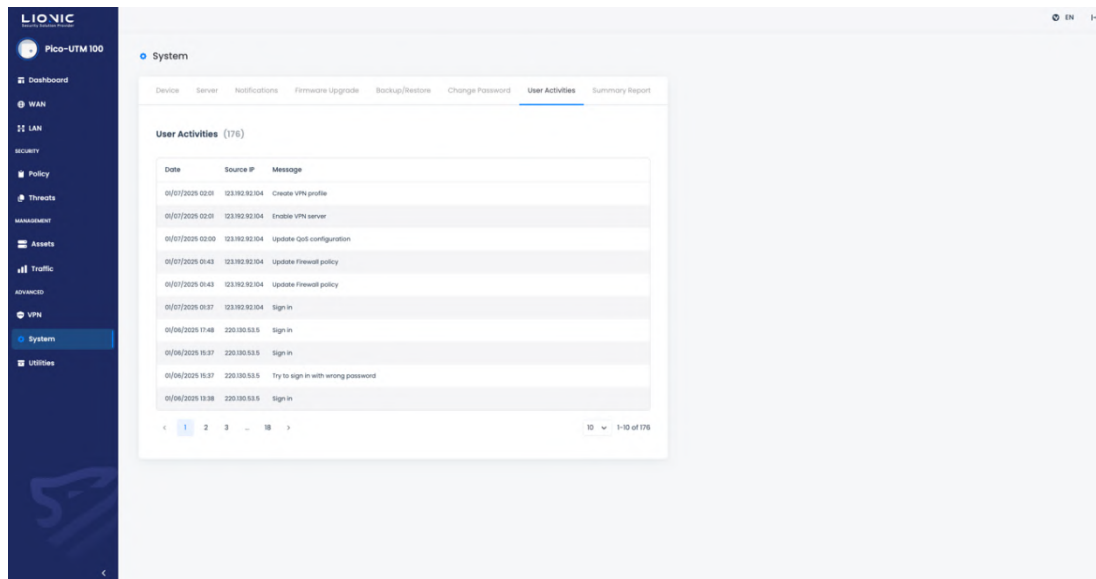 LIONIC
Security Solution Provider
EN
Pico-UTM 100
System
Dashboard
WAN
LAN
SECURITY
Policy
Threats
MANAGEMENT
Assets
Traffic
ADVANCED
VPN
System
Utilities
Device Server Notifications Firmware Upgrade Backup/Restore Change Password User Activities Summary Report
User Activities (176)
Date Source IP Message
01/07/2025 02:01 123.192.92.104 Create VPN profile
01/07/2025 02:01 123.192.92.104 Enable VPN server
01/07/2025 02:00 123.192.92.104 Update QoS configuration
01/07/2025 01:43 123.192.92.104 Update Firewall policy
01/07/2025 01:43 123.192.92.104 Update Firewall policy
01/07/2025 01:37 123.192.92.104 Sign in
01/06/2025 17:48 220.130.53.5 Sign in
01/06/2025 15:37 220.130.53.5 Sign in
01/06/2025 15:37 220.130.53.5 Try to sign in with wrong password
01/06/2025 13:38 220.130.53.5 Sign in
‹ 1 2 3 ... 18 ›
10 1-10 of 176